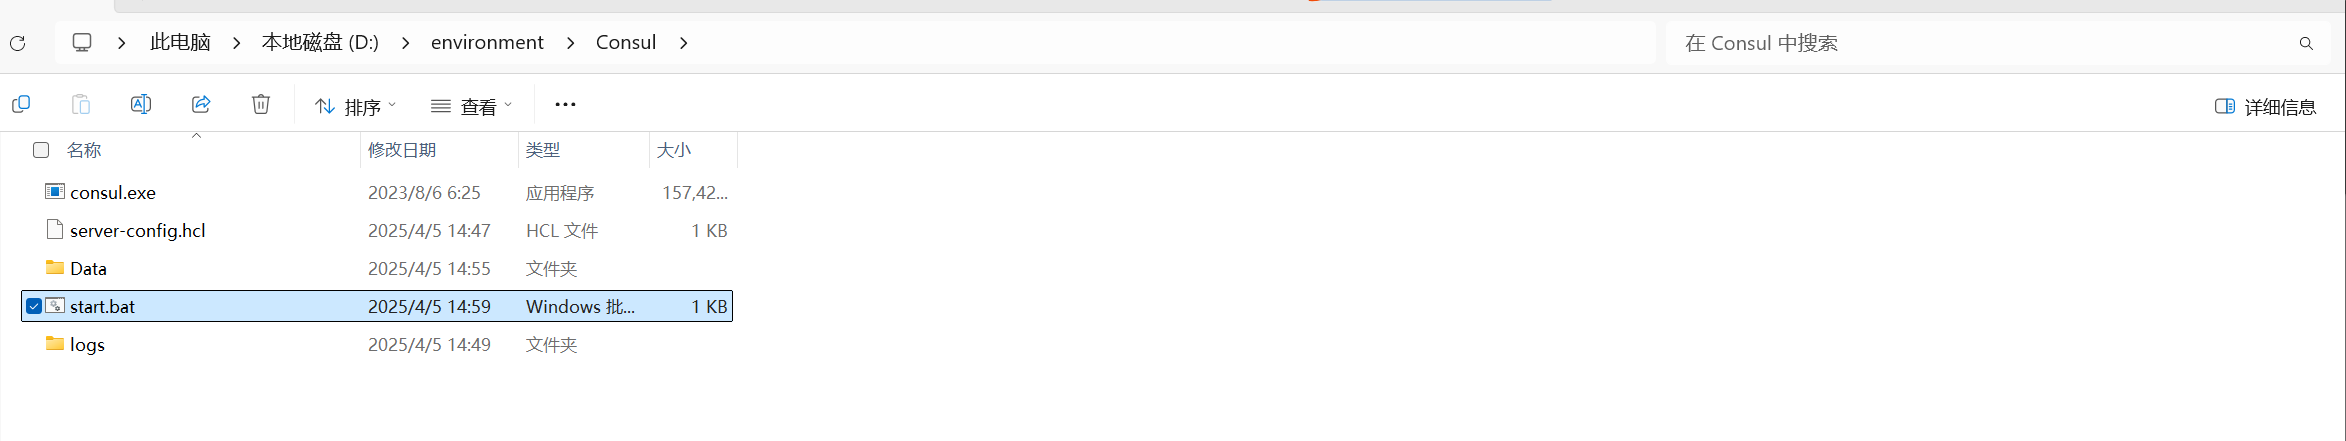 此电脑 本地磁盘 (D:) environment Consul 在 Consul 中搜索
排序 查看 ••• 详细信息
名称 修改日期 类型 大小
consul.exe 2023/8/6 6:25 应用程序 157,42...
server-config.hcl 2025/4/5 14:47 HCL 文件 1 KB
Data 2025/4/5 14:55 文件夹
start.bat 2025/4/5 14:59 Windows 批... 1 KB
logs 2025/4/5 14:49 文件夹